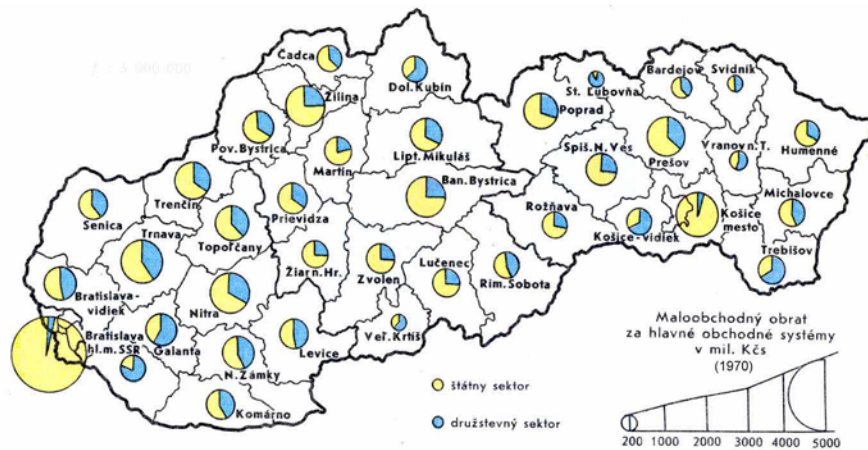 Čadca
Dol. Kubín
Žilina
Pov. Bystrica
Martin
Lipt. Mikuláš
Poprad
St. Ľubovňa
Bardejov
Svidník
Prešov
Vranov n. T.
Humenné
Spiš. N. Ves
Ban. Bystrica
Michalovce
Senica
Trenčín
Prievidza
Rožňava
Košice-vidiek
Košice
mesto
Trebišov
Trnava
Topoľčany
Žiar n. Hr.
Zvolen
Lučenec
Rim. Sobota
Bratislava-
vidiek
Nitra
Levice
Veľ. Krtíš
Bratislava
hl. m. SSR
Galanta
N. Zámky
Komárno
štátny sektor
družstevný sektor
Maloobchodný obrat
za hlavné obchodné systémy
v mil. Kčs
(1970)
200 1000 2000 3000 4000 5000